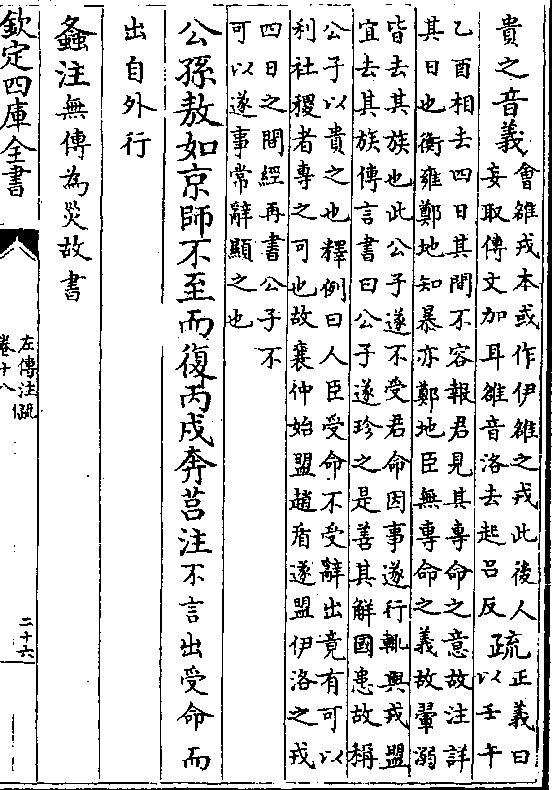 貴之音義會雒戎本或作伊雒之戎此後人
妄取傳文加耳雒音洛去起呂反疏正義曰
以壬午
乙酉相去四日其間不容報君見其專命之意故注詳
其日也衡雍鄭地知暴亦鄭地臣無專命之義故翬溺
皆去其族也此公子遂不受君命因事遂行輒與戎盟
宜去其族傳言書曰公子遂珍之是善其解國患故稱
公子以貴之也釋例曰人臣受命不受辭出竟有可以
利社稷者專之可也故襄仲始盟趙盾遂盟伊洛之戎
四日之間經再書公子不
可以遂事常辭顯之也
公孫敖如京師不至而復丙戌奔莒注不言出受命而
出自外行
螽注無傳為災故書
欽定四庫全書
左傳注疏
卷十八
二十六